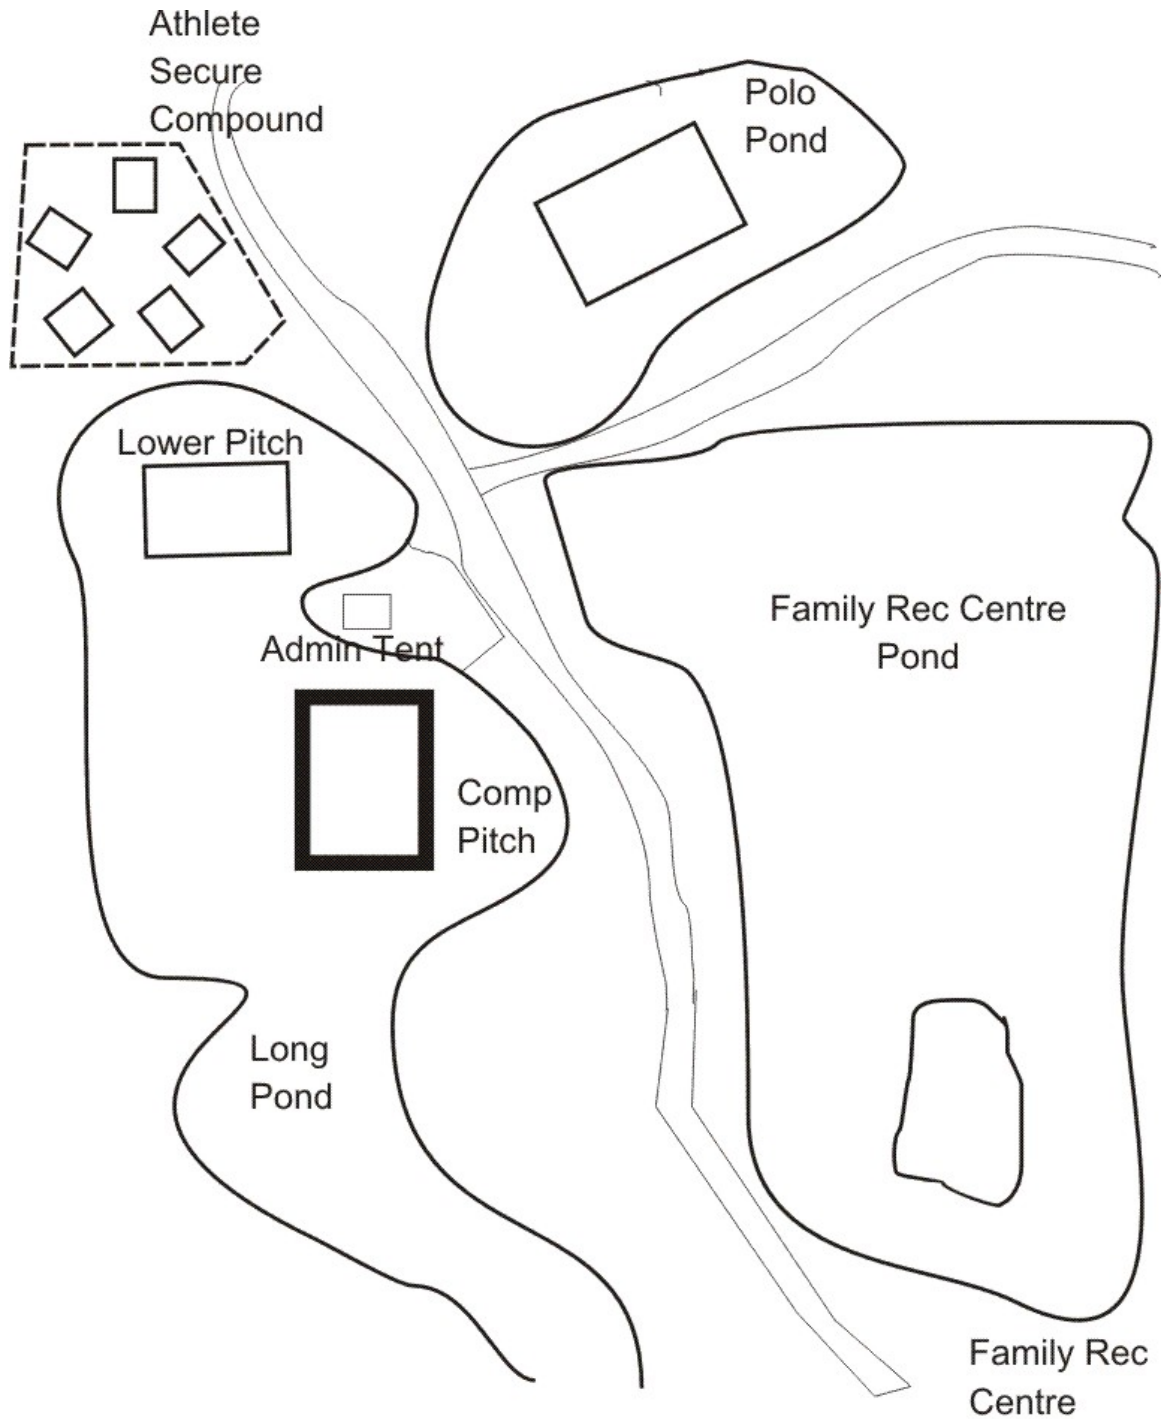 Athlete
Secure
Compound
Polo
Pond
Lower Pitch
Family Rec Centre
Pond
Admin Tent
Comp
Pitch
Long
Pond
Family Rec
Centre